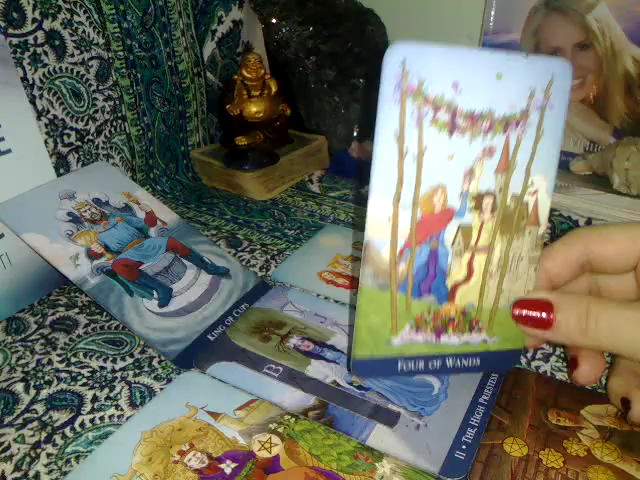 KING OF CUPS
B
FOUR OF WANDS
II • THE HIGH PRIESTESS